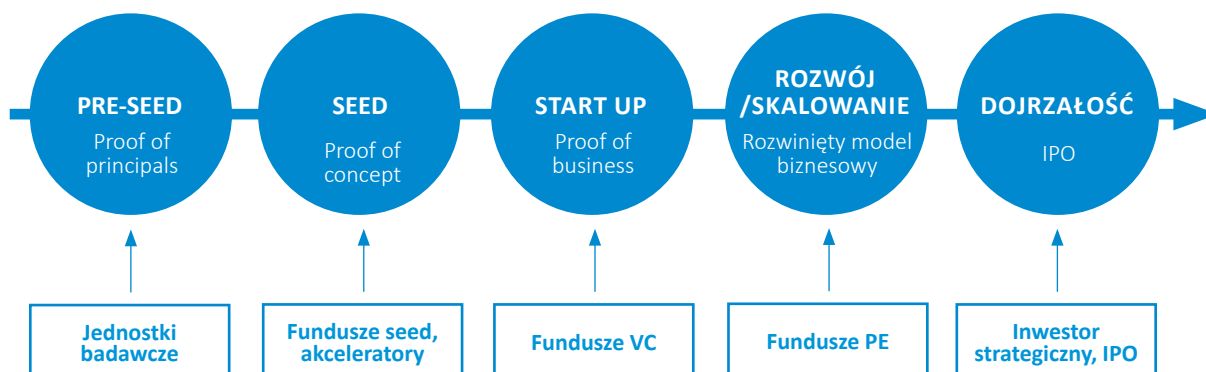 PRE-SEED
Proof of
principals
SEED
Proof of
concept
START UP
Proof of
business
ROZWÓJ
/SKALOWANIE
Rozwinięty model
biznesowy
DOJRZAŁOŚĆ
IPO
Jednostki
badawcze
Fundusze seed,
akceleratory
Fundusze VC
Fundusze PE
Inwestor
strategiczny, IPO